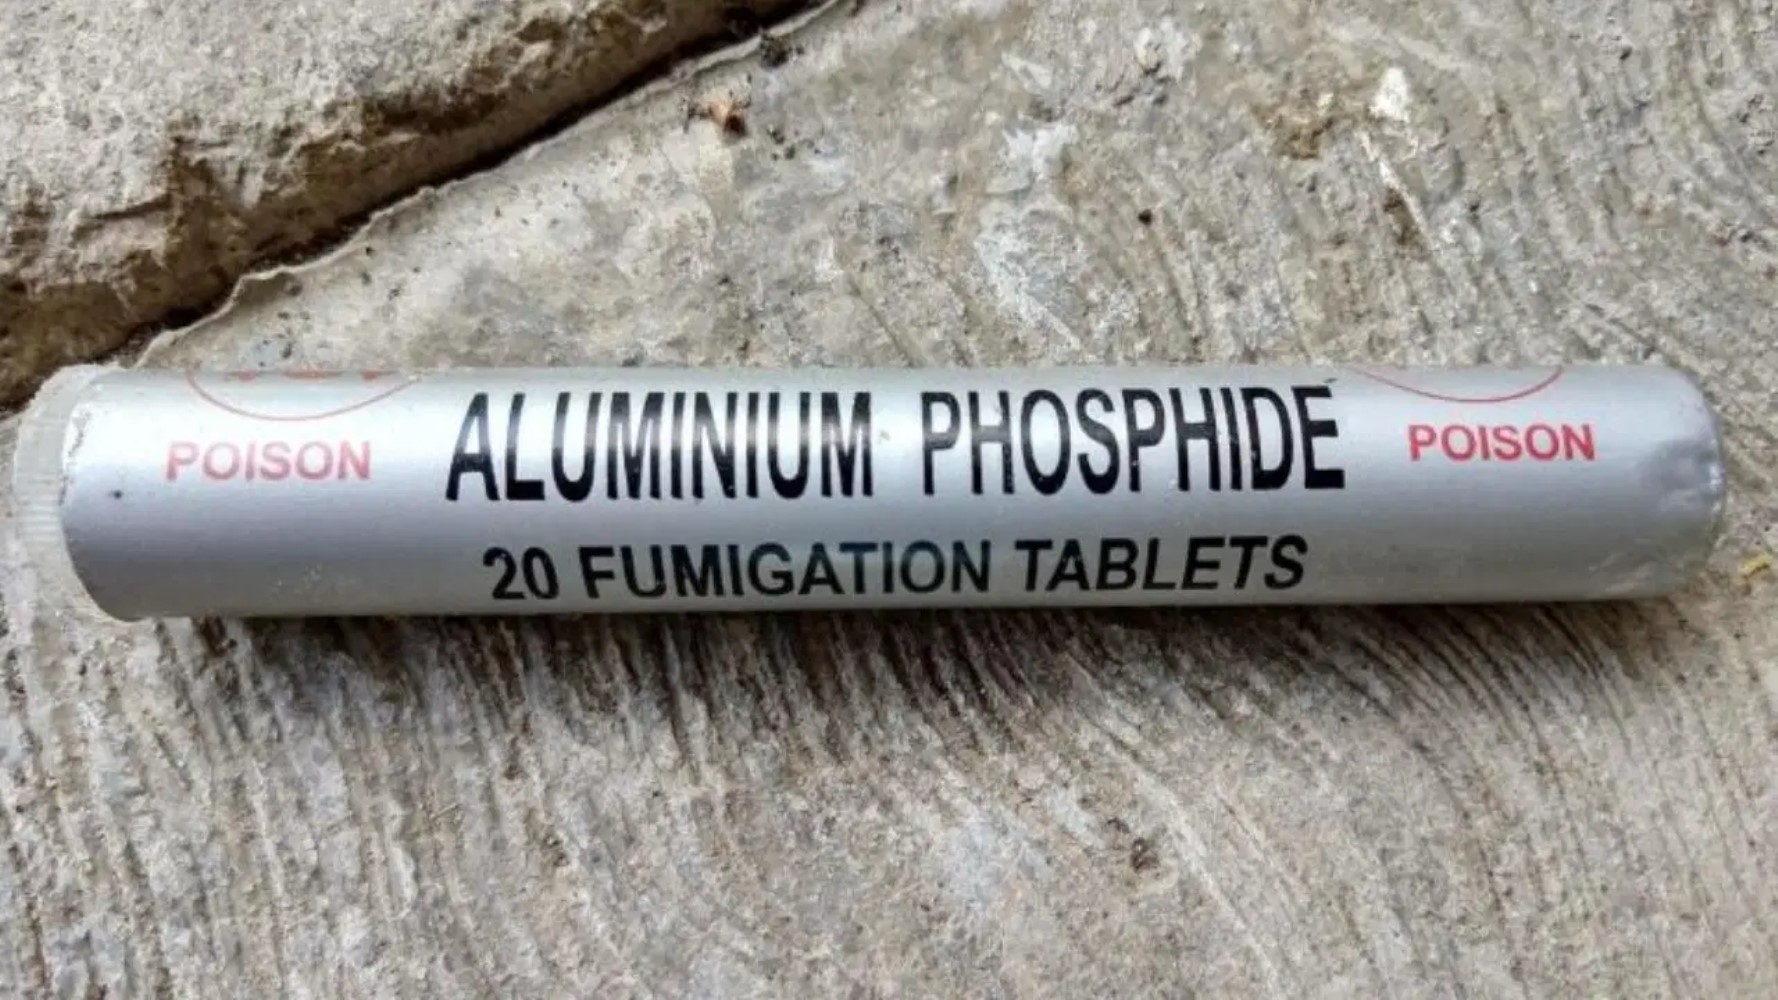 POISON
ALUMINIUM PHOSPHIDE
POISON
20 FUMIGATION TABLETS